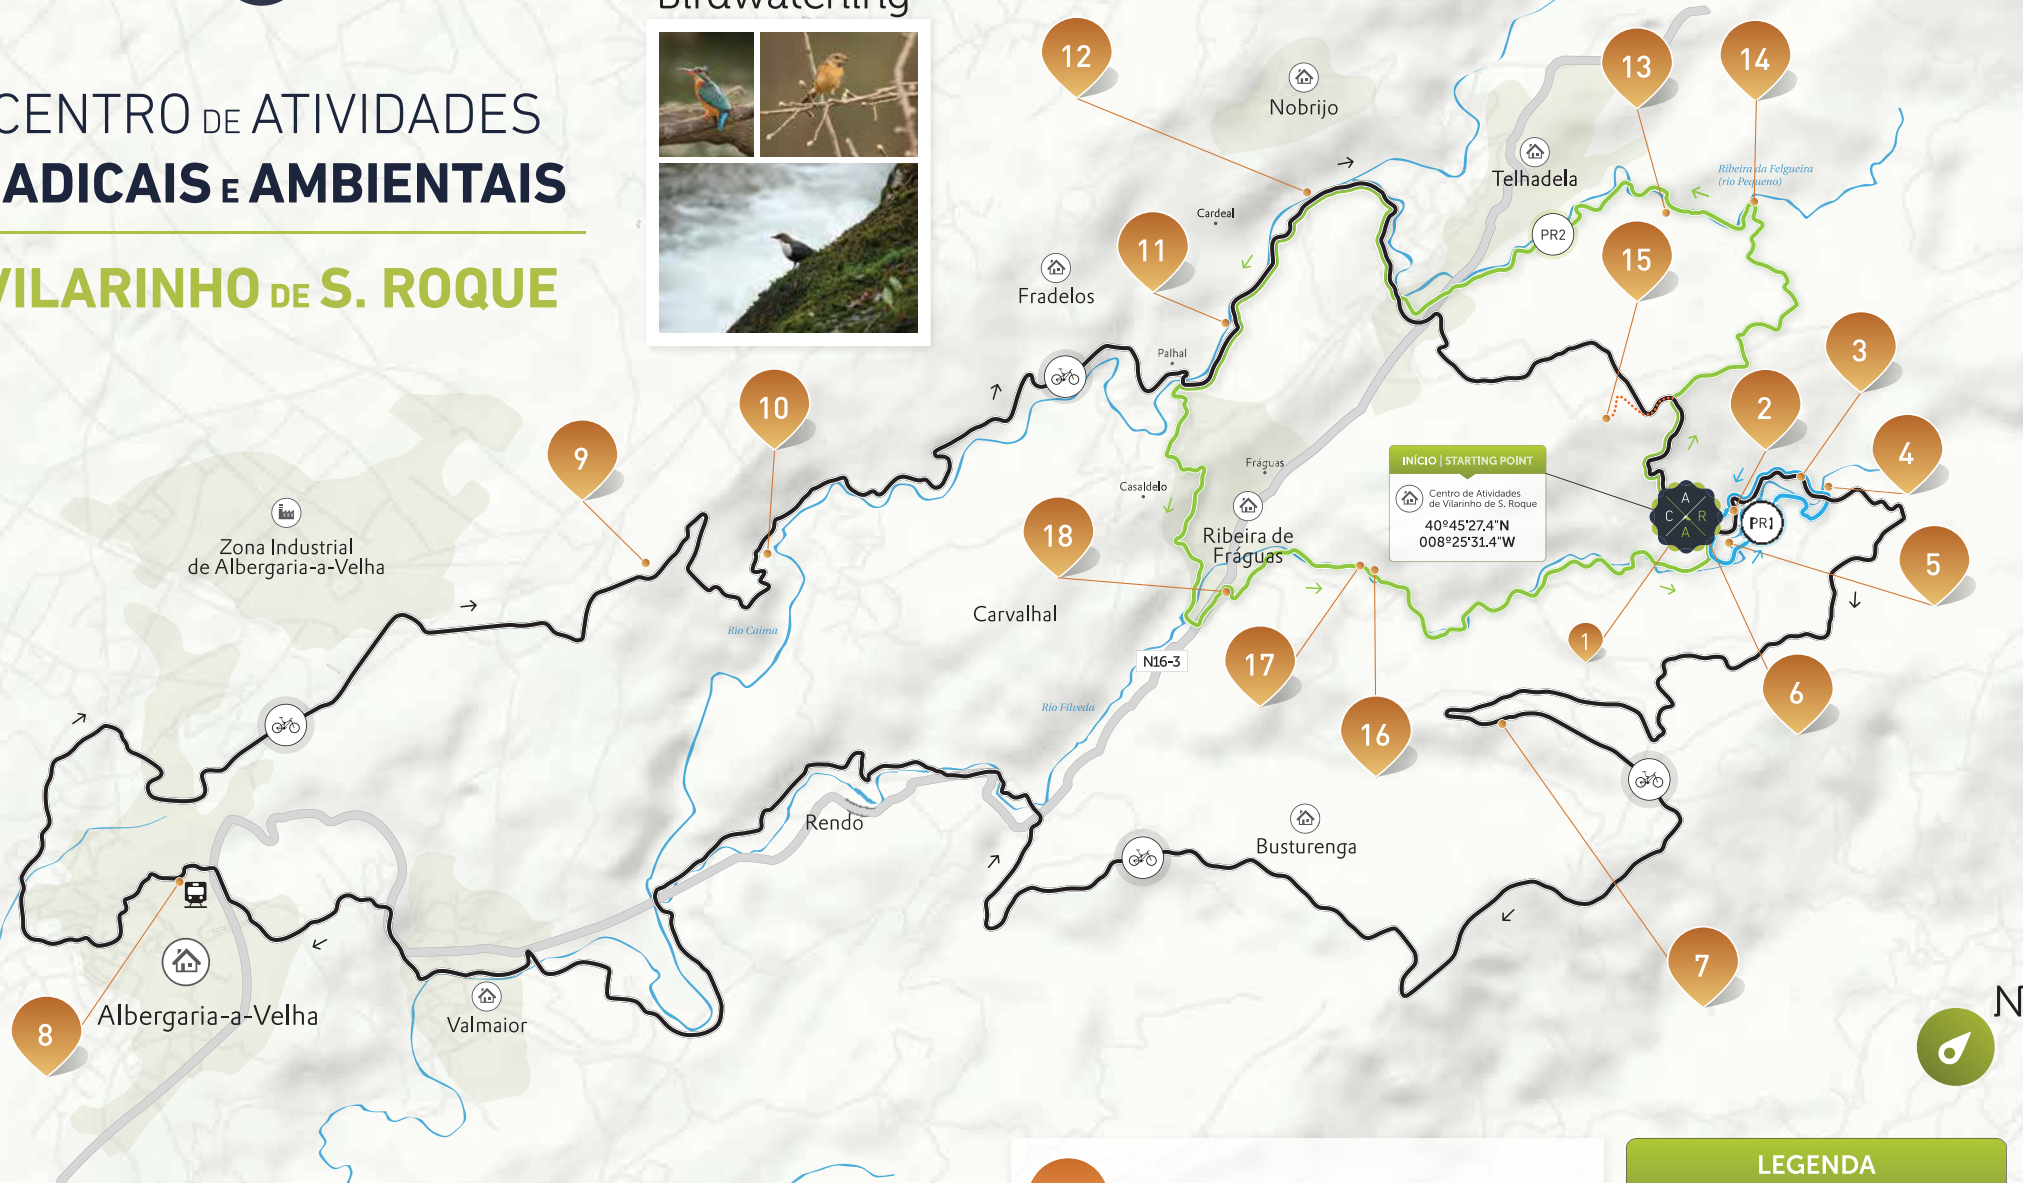 CENTRO DE ATIVIDADES
ADICAIS E AMBIENTAIS
VILARINHO DE S. ROQUE
Birdwatching
12
Nobrijo
13
14
Telhadela
Ribeira da Felgueira
(rio Pequeno)
Cardeal
PR2
11
15
Fradelos
Palhal
3
2
4
10
9
Fráguas
Casaldelo
INÍCIO | STARTING POINT
Centro de Atividades
de Vilarinho de S. Roque
40º45'27.4"N
008º25'31.4"W
A
C R
A
PR1
Zona Industrial
de Albergaria-a-Velha
18
Ribeira de
Fráguas
5
Carvalhal
Rio Caima
1
N16-3
17
6
Rio Filveda
16
Rendo
Busturenga
7
Albergaria-a-Velha
Valmaior
8
N
LEGENDA